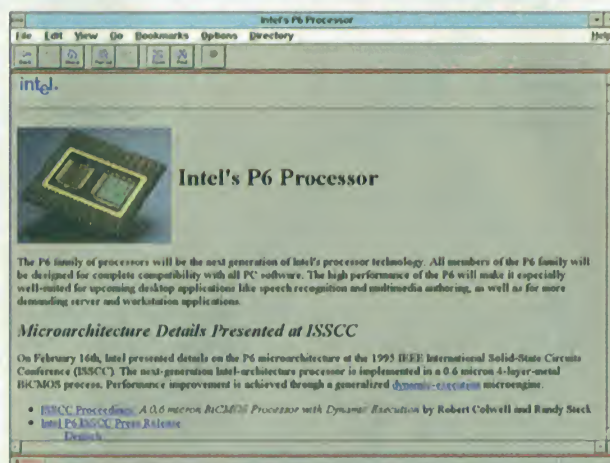 Intel's P6 Processor
File Edit View Go Bookmarks Options Directory Help
intel.
Intel's P6 Processor
The P6 family of processors will be the next generation of Intel's processor technology. All members of the P6 family will
be designed for complete compatibility with all PC software. The high performance of the P6 will make it especially
well-suited for upcoming desktop applications like speech recognition and multimedia authoring, as well as for more
demanding server and workstation applications.
Microarchitecture Details Presented at ISSCC
On February 16th, Intel presented details on the P6 microarchitecture at the 1995 IEEE International Solid-State Circuits
Conference (ISSCC). The next-generation Intel-architecture processor is implemented in a 0.6 micron 4-layer-metal
BiCMOS process. Performance improvement is achieved through a generalized dynamic-execution microengine.
• ISSCC Proceedings: A 0.6 micron BiCMOS Processor with Dynamic Execution by Robert Colwell and Randy Steck
• Intel P6 ISSCC Press Release
Deutsch